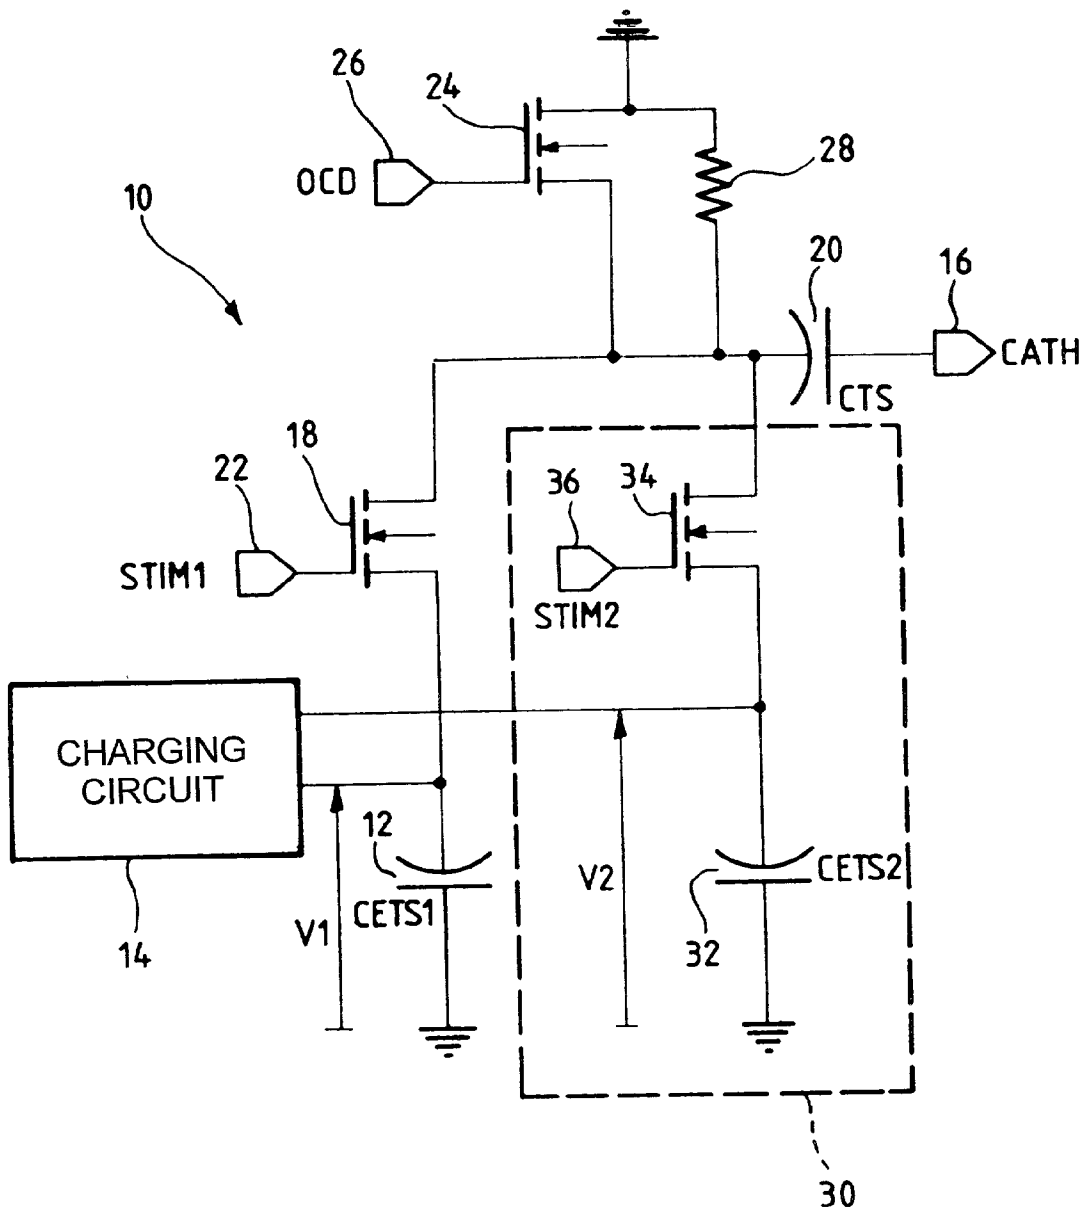 26
24
OCD
28
10
20
16
CATH
CTS
18
22
36
34
STIM1
STIM2
CHARGING
CIRCUIT
12
CETS1
V1
V2
CETS2
32
14
30